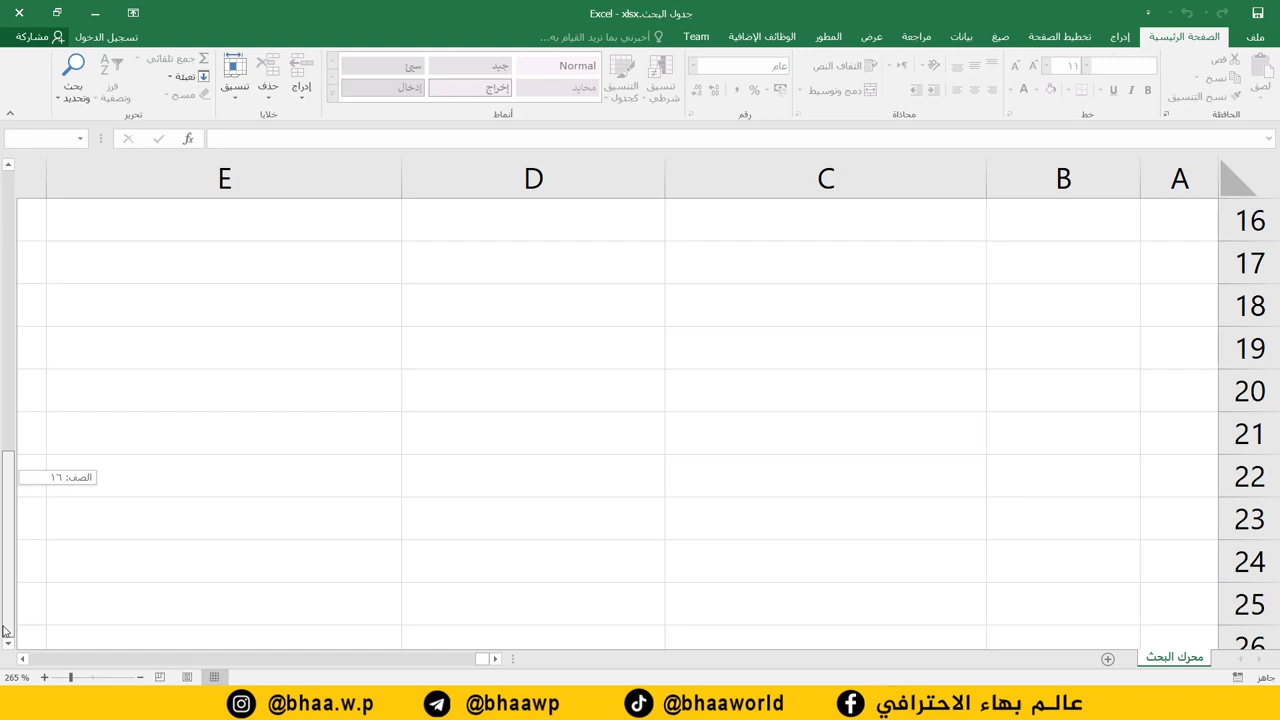 جدول البحث.xlsx - Excel
ملف
الصفحة الرئيسية
إدراج
تخطيط الصفحة
صيغ
بيانات
مراجعة
عرض
المطور
الوظائف الإضافية
Team
أخبرني بما تريد القيام به...
تسجيل الدخول
مشاركة
لصق
قص
نسخ
نسخ التنسيق
الحافظة
١١
B I U
خط
التفاف النص
دمج وتوسيط
محاذاة
عام
%
رقم
تنسيق شرطي
التنسيق كجدول
Normal
جيد
سيئ
محايد
إخراج
إدخال
أنماط
إدراج
حذف
تنسيق
خلايا
جمع تلقائي
تعبئة
مسح
فرز وتصفية
بحث وتحديد
تحرير
fx
A B C D E
16
17
18
19
20
21
22
23
24
25
26
الصف: ١٦
محرك البحث
جاهز
265 %
عالم بهاء الاحترافي
@bhaaworld
@bhaawp
@bhaa.w.p